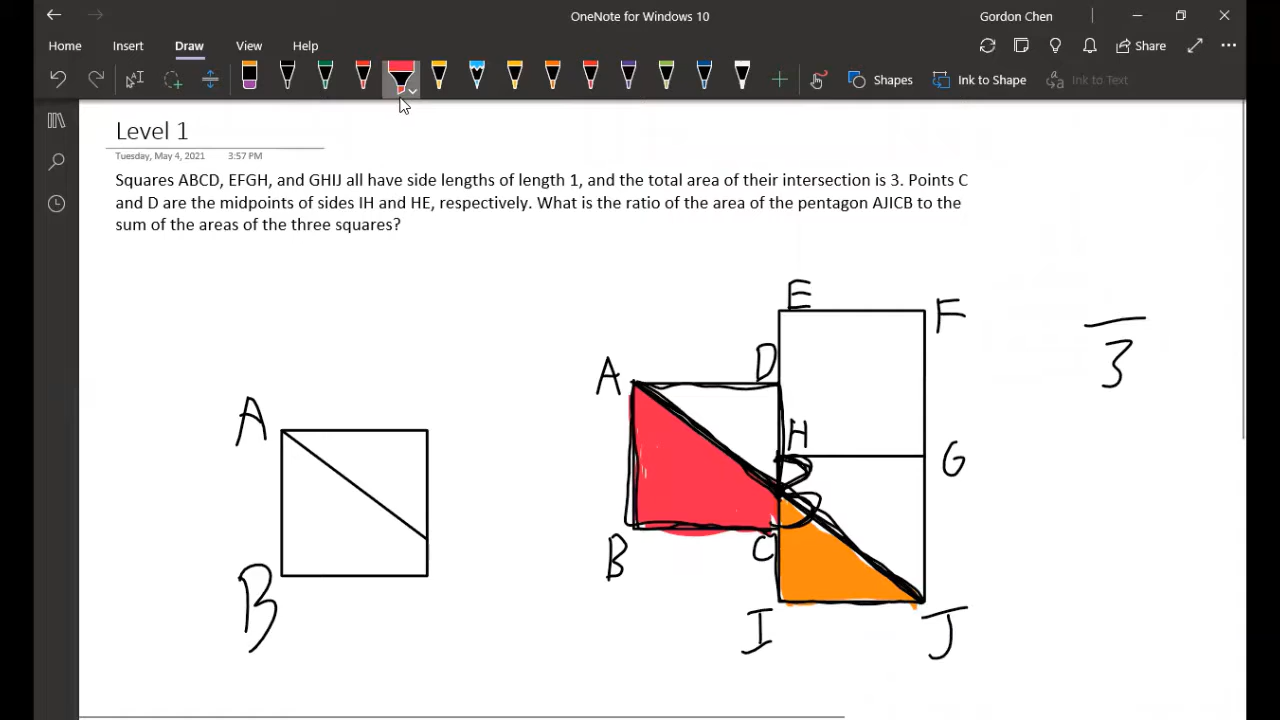 OneNote for Windows 10
Gordon Chen
Home Insert Draw View Help
Share
Shapes
Ink to Shape
Ink to Text
Level 1
Tuesday, May 4, 2021 3:57 PM
Squares ABCD, EFGH, and GHIJ all have side lengths of length 1, and the total area of their intersection is 3. Points C
and D are the midpoints of sides IH and HE, respectively. What is the ratio of the area of the pentagon AJICB to the
sum of the areas of the three squares?
E
F
3
A
D
A
H
G
B
C
B
I
J